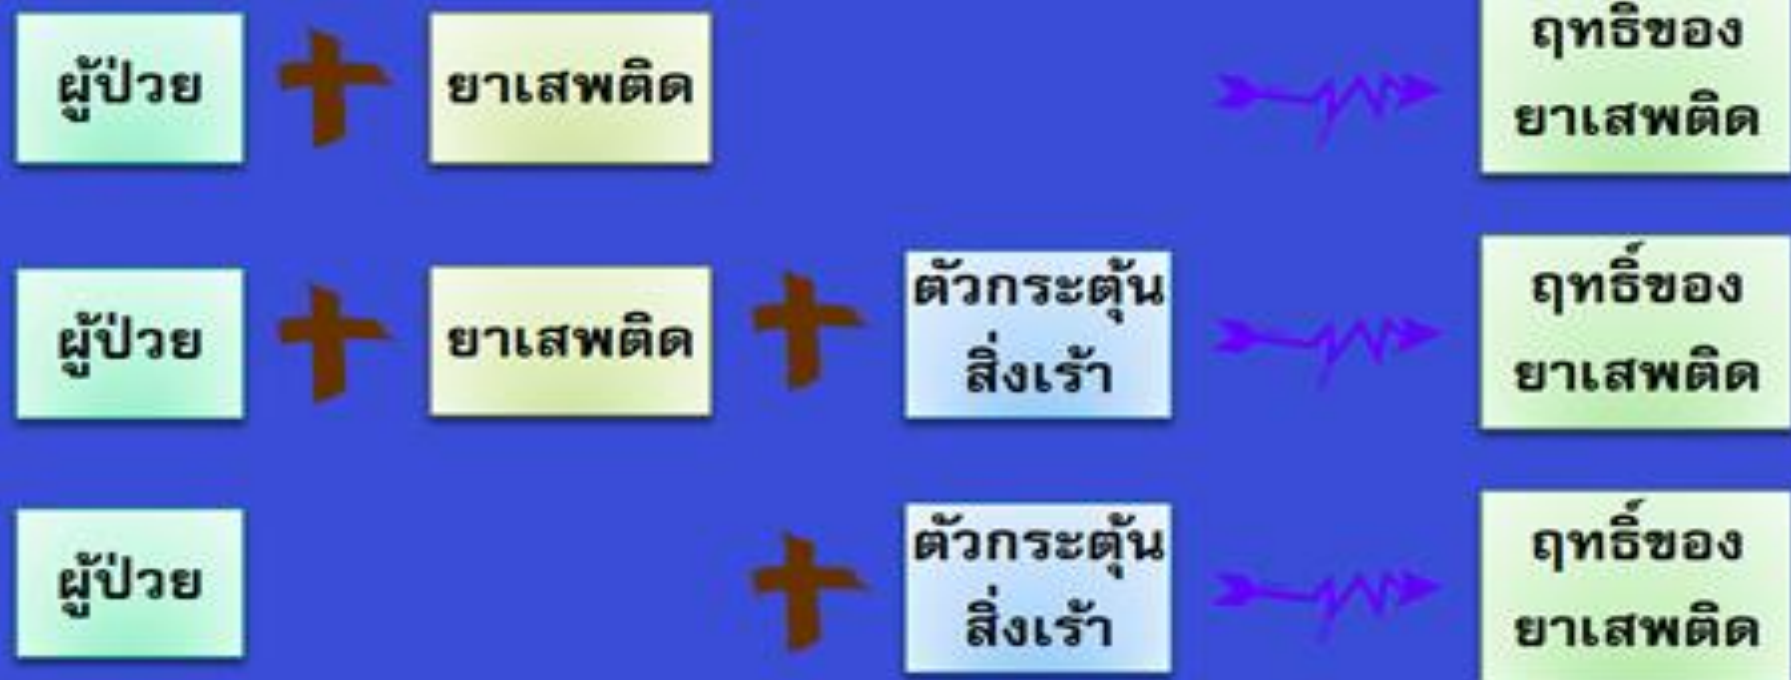 ผู้ป่วย
ยาเสพติด
ฤทธิ์ของ
ยาเสพติด
ผู้ป่วย
ยาเสพติด
ตัวกระตุ้น
สิ่งเร้า
ฤทธิ์ของ
ยาเสพติด
ผู้ป่วย
ตัวกระตุ้น
สิ่งเร้า
ฤทธิ์ของ
ยาเสพติด